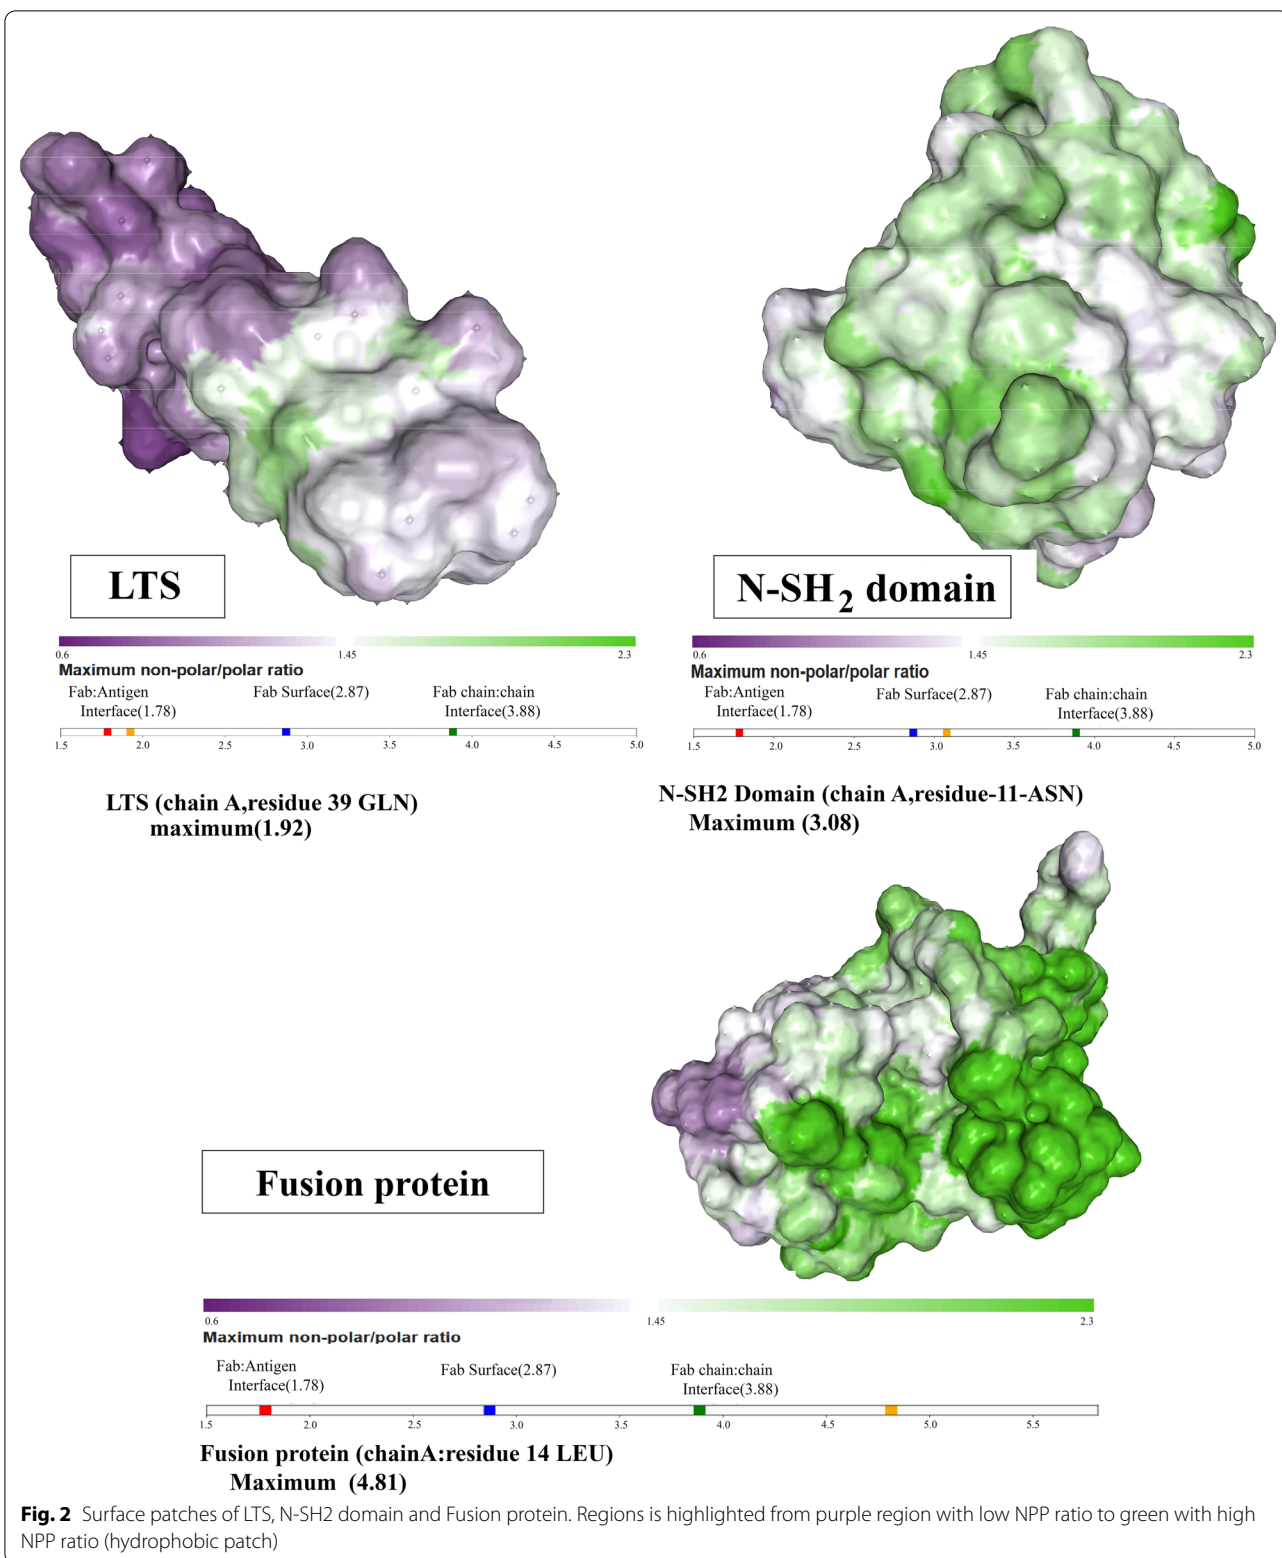 LTS
0.6 1.45 2.3
Maximum non-polar/polar ratio
Fab:Antigen
Interface(1.78)
Fab Surface(2.87)
Fab chain:chain
Interface(3.88)
1.5 2.0 2.5 3.0 3.5 4.0 4.5 5.0
LTS (chain A,residue 39 GLN)
maximum(1.92)
N-SH2 domain
0.6 1.45 2.3
Maximum non-polar/polar ratio
Fab:Antigen
Interface(1.78)
Fab Surface(2.87)
Fab chain:chain
Interface(3.88)
1.5 2.0 2.5 3.0 3.5 4.0 4.5 5.0
N-SH2 Domain (chain A,residue-11-ASN)
Maximum (3.08)
Fusion protein
0.6 1.45 2.3
Maximum non-polar/polar ratio
Fab:Antigen
Interface(1.78)
Fab Surface(2.87)
Fab chain:chain
Interface(3.88)
1.5 2.0 2.5 3.0 3.5 4.0 4.5 5.0 5.5
Fusion protein (chainA:residue 14 LEU)
Maximum (4.81)
Fig. 2 Surface patches of LTS, N-SH2 domain and Fusion protein. Regions is highlighted from purple region with low NPP ratio to green with high
NPP ratio (hydrophobic patch)